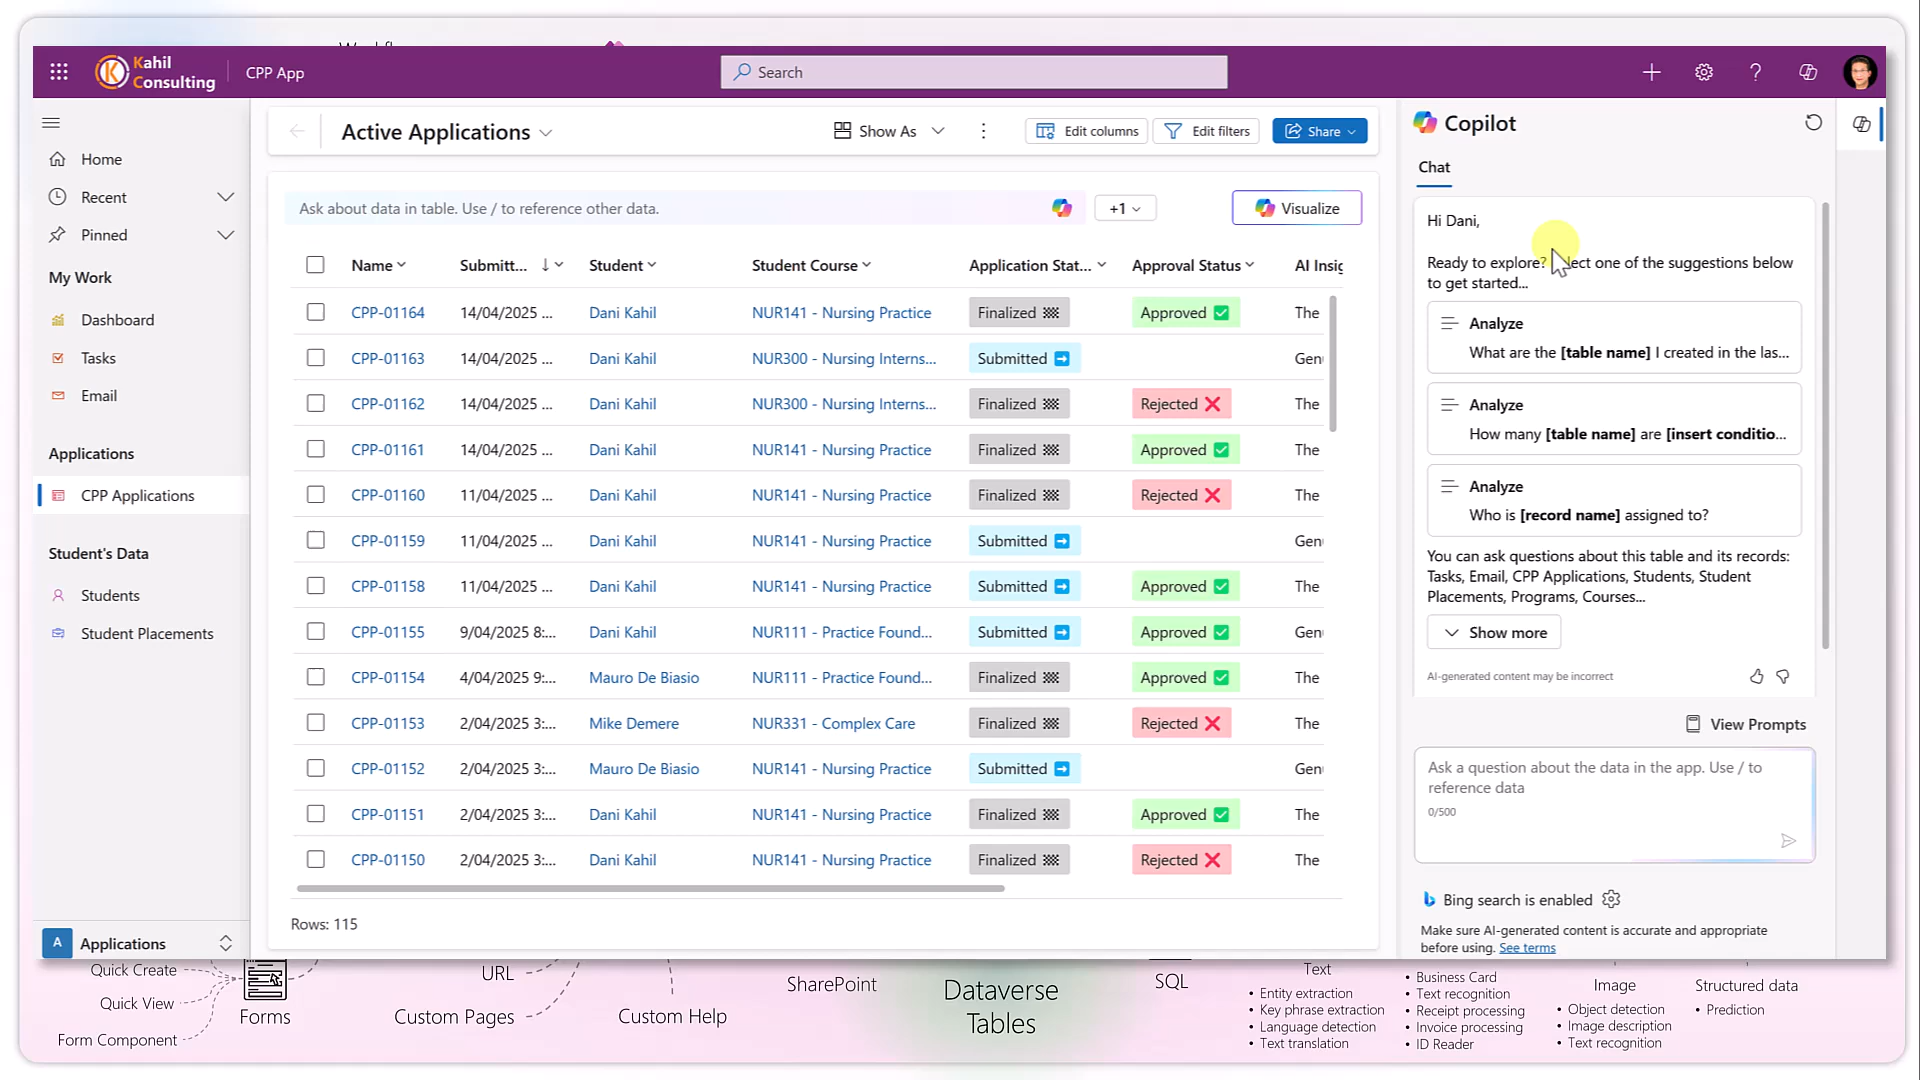 Kahil
Consulting
CPP App
Search
Home
Recent
Pinned
My Work
Dashboard
Tasks
Email
Applications
CPP Applications
Student's Data
Students
Student Placements
A Applications
Active Applications
Show As
Edit columns
Edit filters
Share
Ask about data in table. Use / to reference other data.
+1
Visualize
Name Submitt... Student Student Course Application Stat... Approval Status AI Insig
CPP-01164 14/04/2025 ... Dani Kahil NUR141 - Nursing Practice Finalized Approved The
CPP-01163 14/04/2025 ... Dani Kahil NUR300 - Nursing Interns... Submitted Gen
CPP-01162 14/04/2025 ... Dani Kahil NUR300 - Nursing Interns... Finalized Rejected The
CPP-01161 14/04/2025 ... Dani Kahil NUR141 - Nursing Practice Finalized Approved The
CPP-01160 11/04/2025 ... Dani Kahil NUR141 - Nursing Practice Finalized Rejected The
CPP-01159 11/04/2025 ... Dani Kahil NUR141 - Nursing Practice Submitted Gen
CPP-01158 11/04/2025 ... Dani Kahil NUR141 - Nursing Practice Submitted Approved The
CPP-01155 9/04/2025 8:... Dani Kahil NUR111 - Practice Found... Submitted Approved Gen
CPP-01154 4/04/2025 9:... Mauro De Biasio NUR111 - Practice Found... Finalized Approved The
CPP-01153 2/04/2025 3:... Mike Demere NUR331 - Complex Care Finalized Rejected The
CPP-01152 2/04/2025 3:... Mauro De Biasio NUR141 - Nursing Practice Submitted Gen
CPP-01151 2/04/2025 3:... Dani Kahil NUR141 - Nursing Practice Finalized Approved The
CPP-01150 2/04/2025 3:... Dani Kahil NUR141 - Nursing Practice Finalized Rejected The
Rows: 115
Copilot
Chat
Hi Dani,
Ready to explore? lect one of the suggestions below
to get started...
Analyze
What are the [table name] I created in the las...
Analyze
How many [table name] are [insert conditio...
Analyze
Who is [record name] assigned to?
You can ask questions about this table and its records:
Tasks, Email, CPP Applications, Students, Student
Placements, Programs, Courses...
Show more
AI-generated content may be incorrect
View Prompts
Ask a question about the data in the app. Use / to
reference data
0/500
Bing search is enabled
Make sure AI-generated content is accurate and appropriate
before using. See terms
Quick Create
Quick View
Form Component
Forms
URL
Custom Pages
Custom Help
SharePoint
Dataverse
Tables
SQL
Text
• Entity extraction
• Key phrase extraction
• Language detection
• Text translation
• Business Card
• Text recognition
• Receipt processing
• Invoice processing
• ID Reader
Image
• Object detection
• Image description
• Text recognition
Structured data
• Prediction